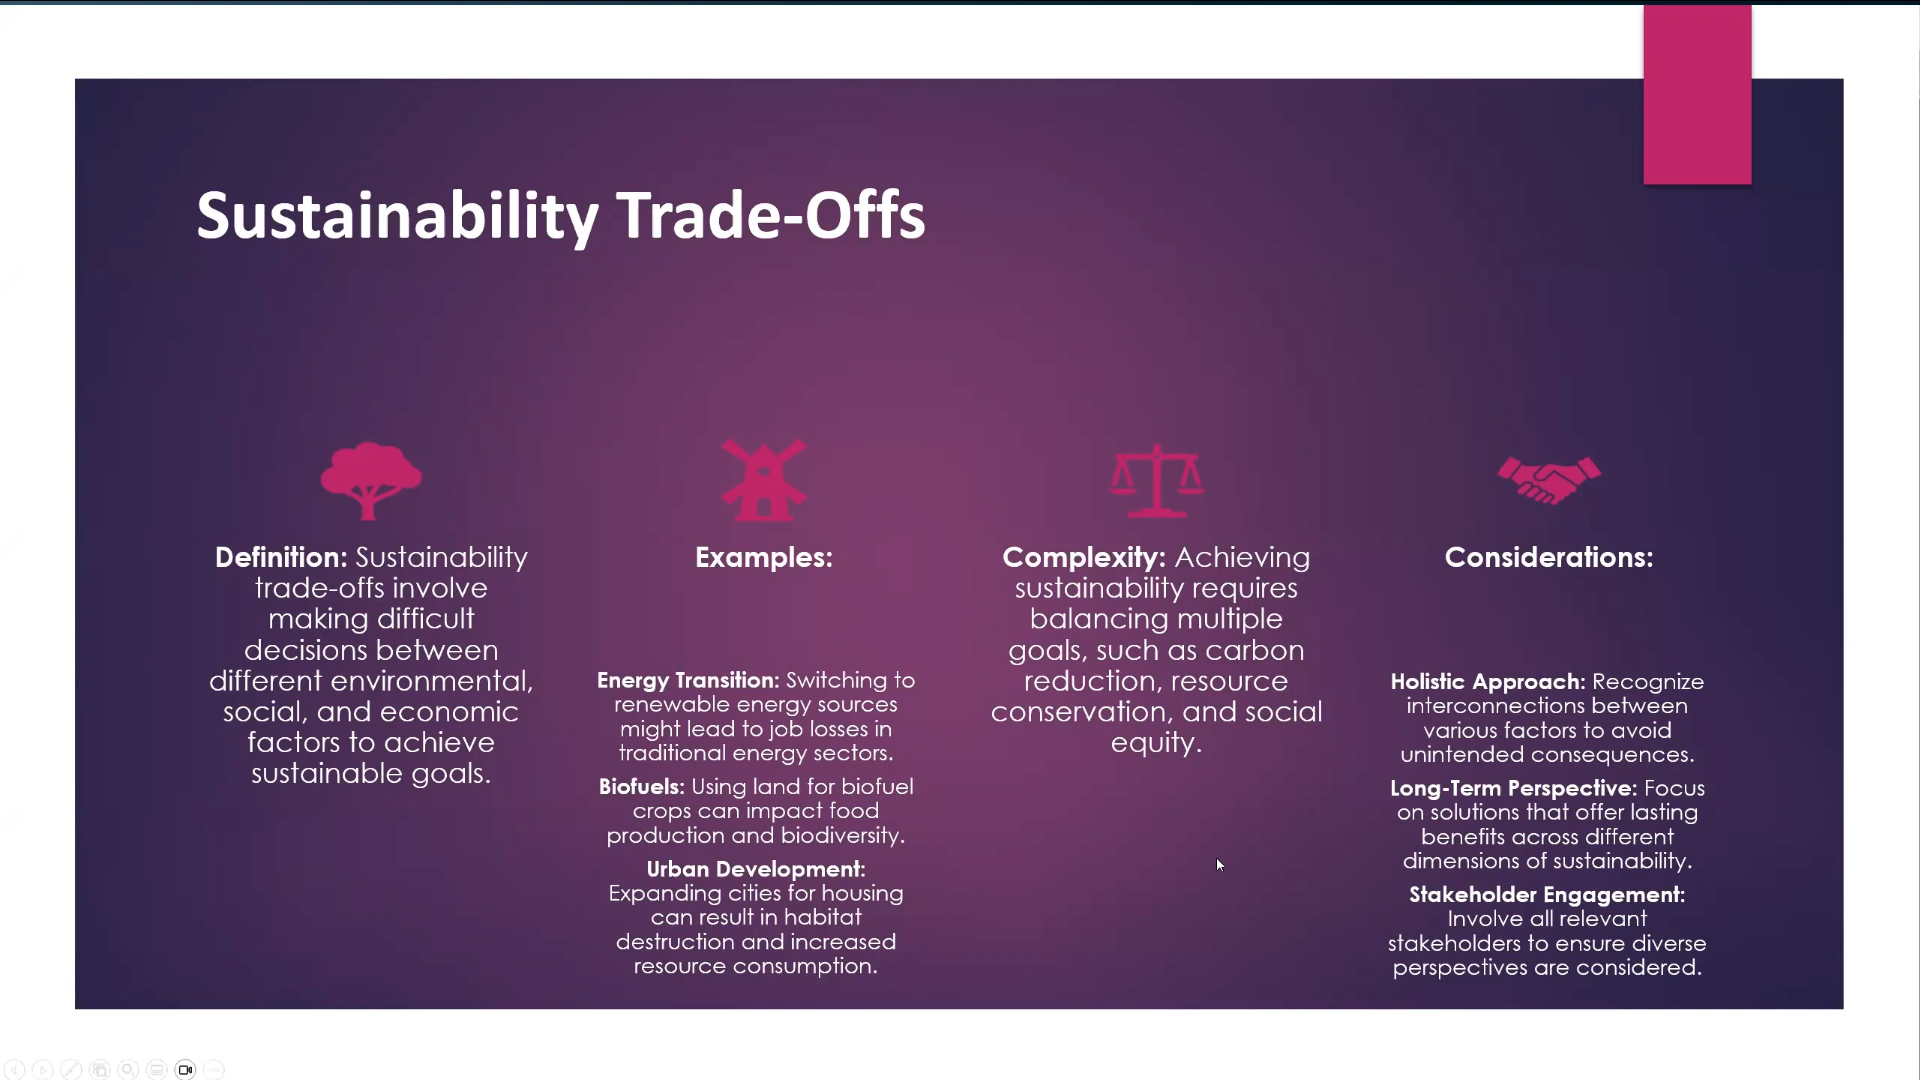 Sustainability Trade-Offs
Definition: Sustainability
trade-offs involve
making difficult
decisions between
different environmental,
social, and economic
factors to achieve
sustainable goals.
Examples:
Energy Transition: Switching to
renewable energy sources
might lead to job losses in
traditional energy sectors.
Biofuels: Using land for biofuel
crops can impact food
production and biodiversity.
Urban Development:
Expanding cities for housing
can result in habitat
destruction and increased
resource consumption.
Complexity: Achieving
sustainability requires
balancing multiple
goals, such as carbon
reduction, resource
conservation, and social
equity.
Considerations:
Holistic Approach: Recognize
interconnections between
various factors to avoid
unintended consequences.
Long-Term Perspective: Focus
on solutions that offer lasting
benefits across different
dimensions of sustainability.
Stakeholder Engagement:
Involve all relevant
stakeholders to ensure diverse
perspectives are considered.